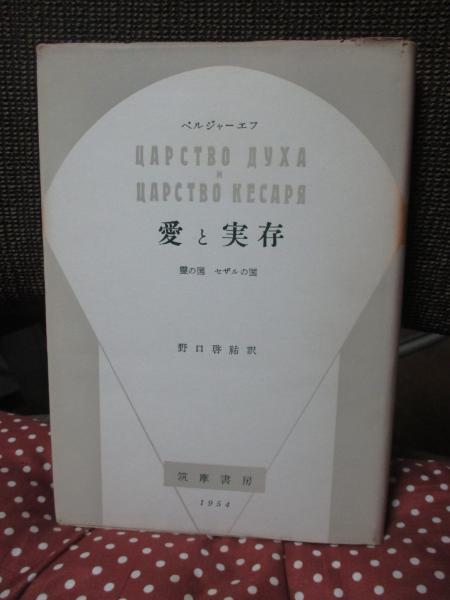 ベルジャーエフ
ЦАРСТВО ДУХА
И
ЦАРСТВО КЕСАРЯ
愛と実存
靈の国 セザルの国
野口啓祐訳
筑摩書房
1954